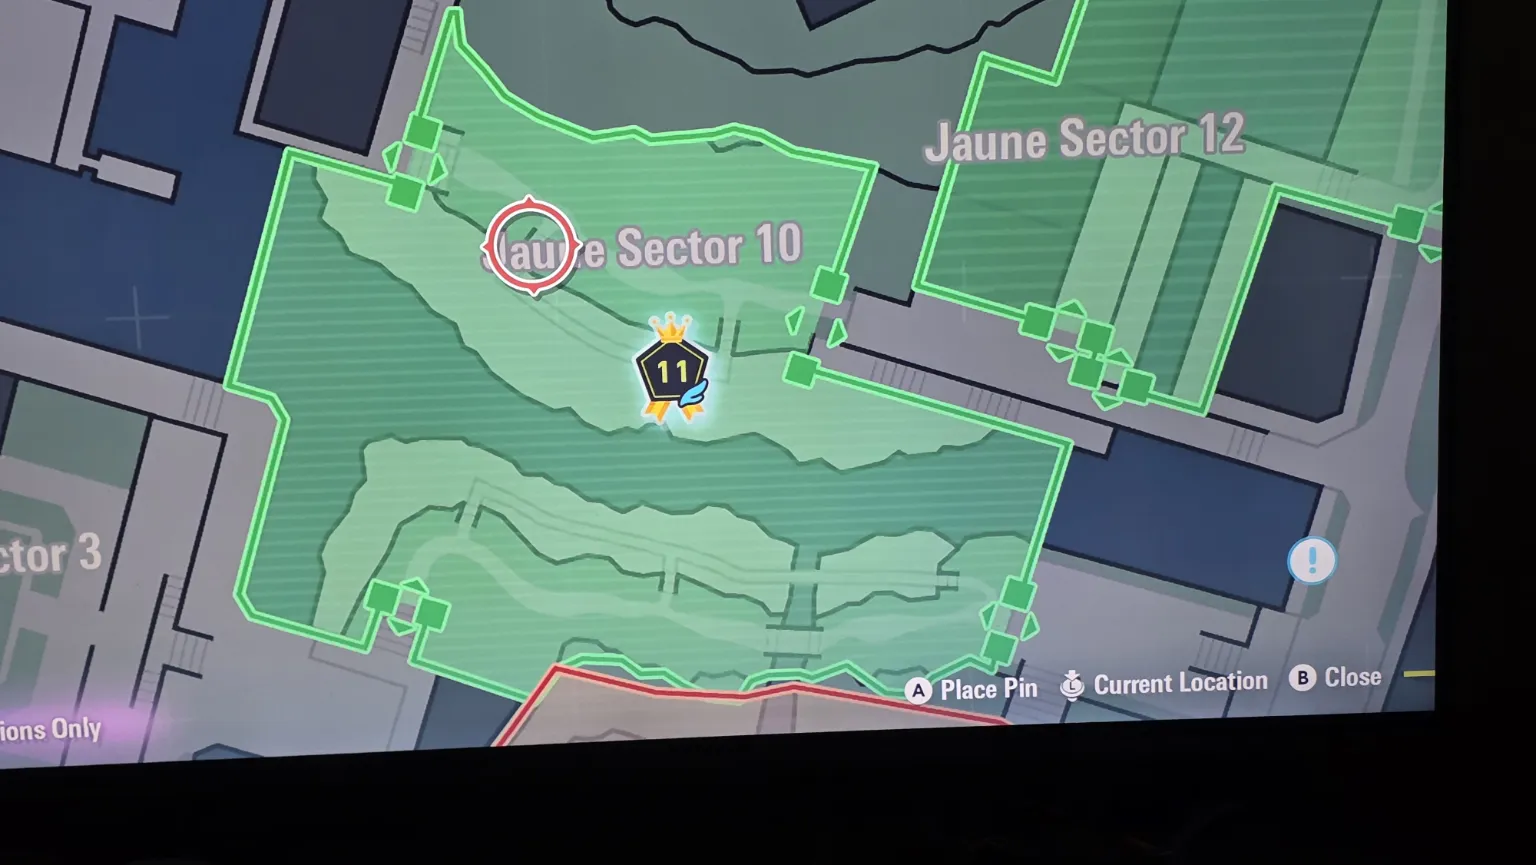 Jaune Sector 12
Jaune Sector 10
11
ctor 3
!
A Place Pin L Current Location B Close
ions Only